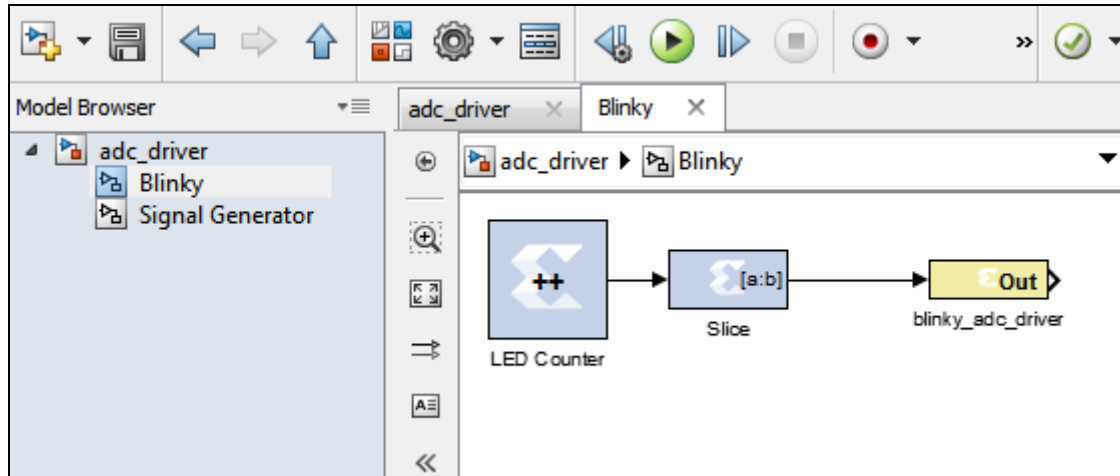 »
Model Browser
adc_driver
Blinky
adc_driver
Blinky
Signal Generator
adc_driver Blinky
++
[a:b]
Out
LED Counter
Slice
blinky_adc_driver
A